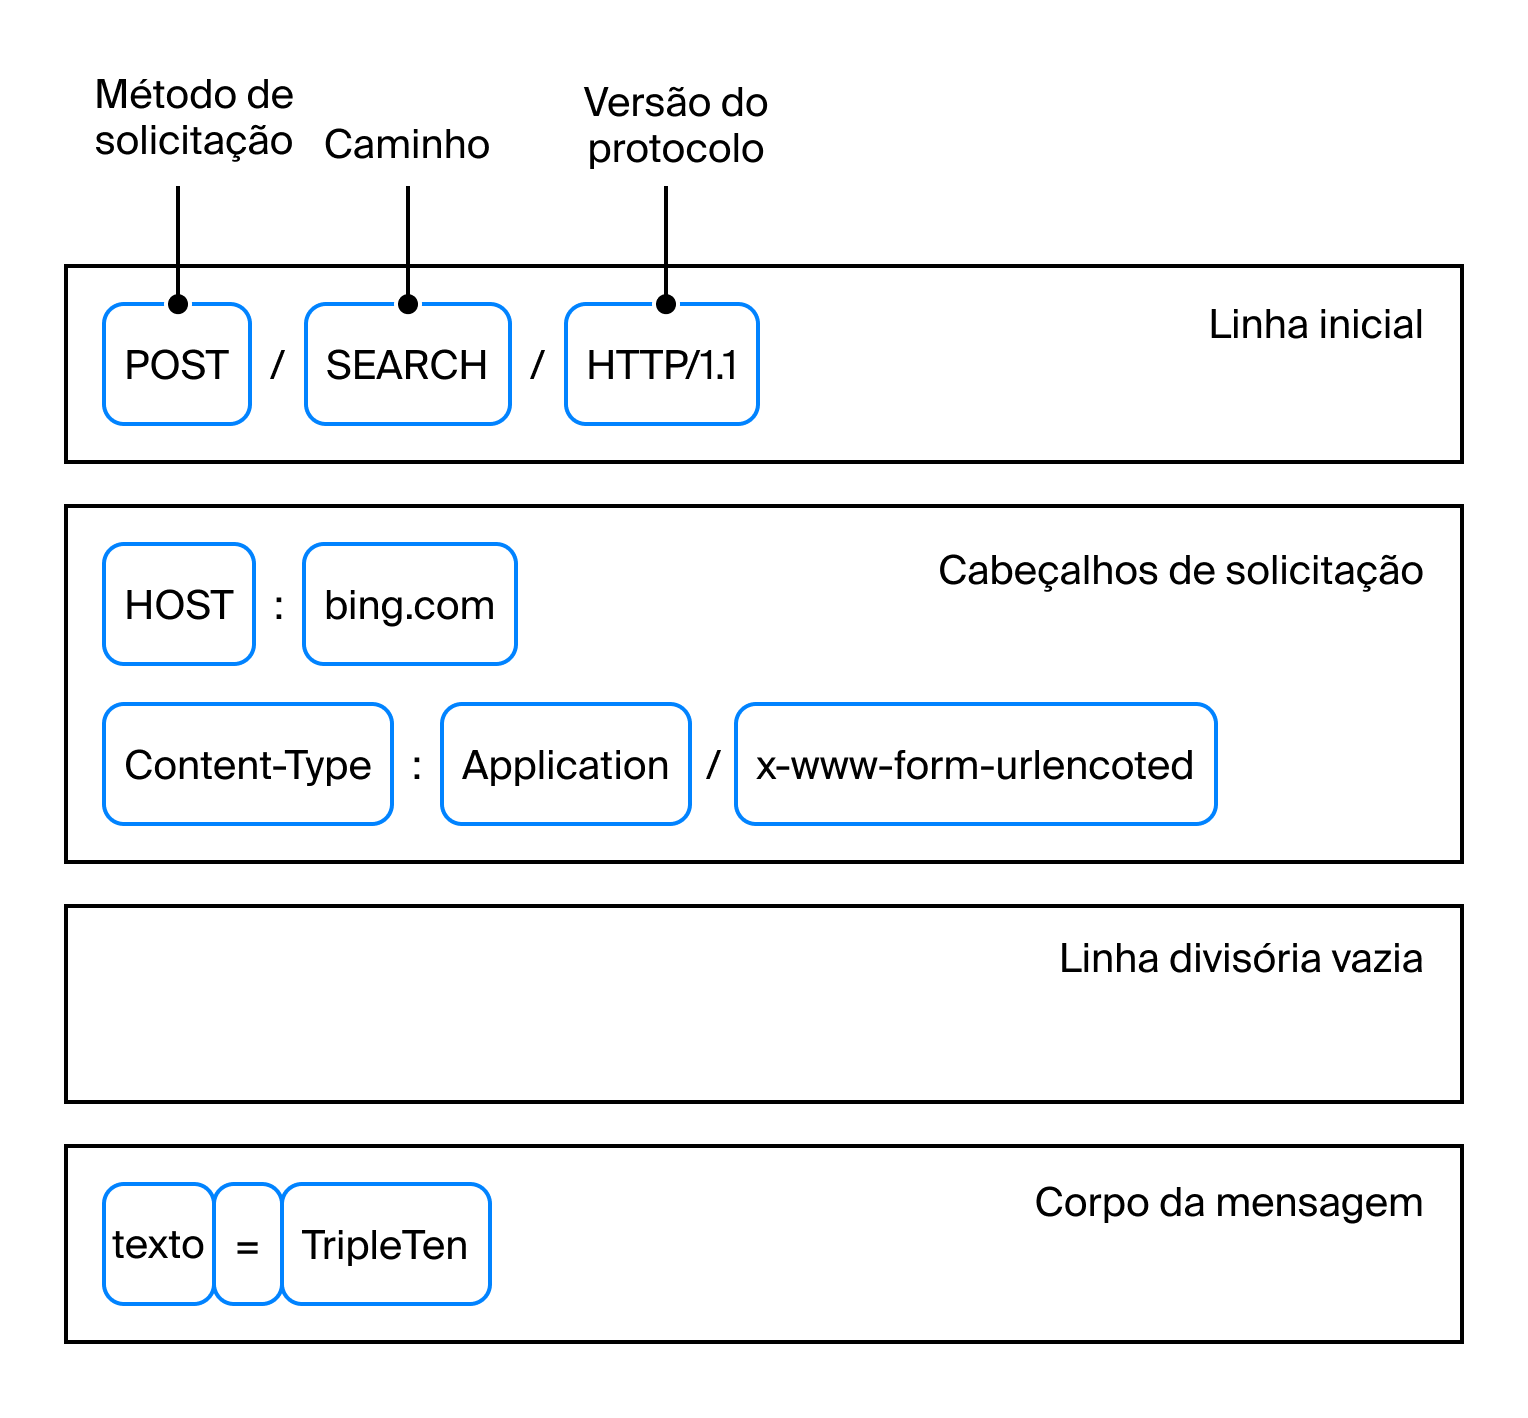 Método de
solicitação
Caminho
Versão do
protocolo
POST / SEARCH / HTTP/1.1
Linha inicial
Cabeçalhos de solicitação
HOST : bing.com
Content-Type : Application / x-www-form-urlencoted
Linha divisória vazia
Corpo da mensagem
texto = TripleTen